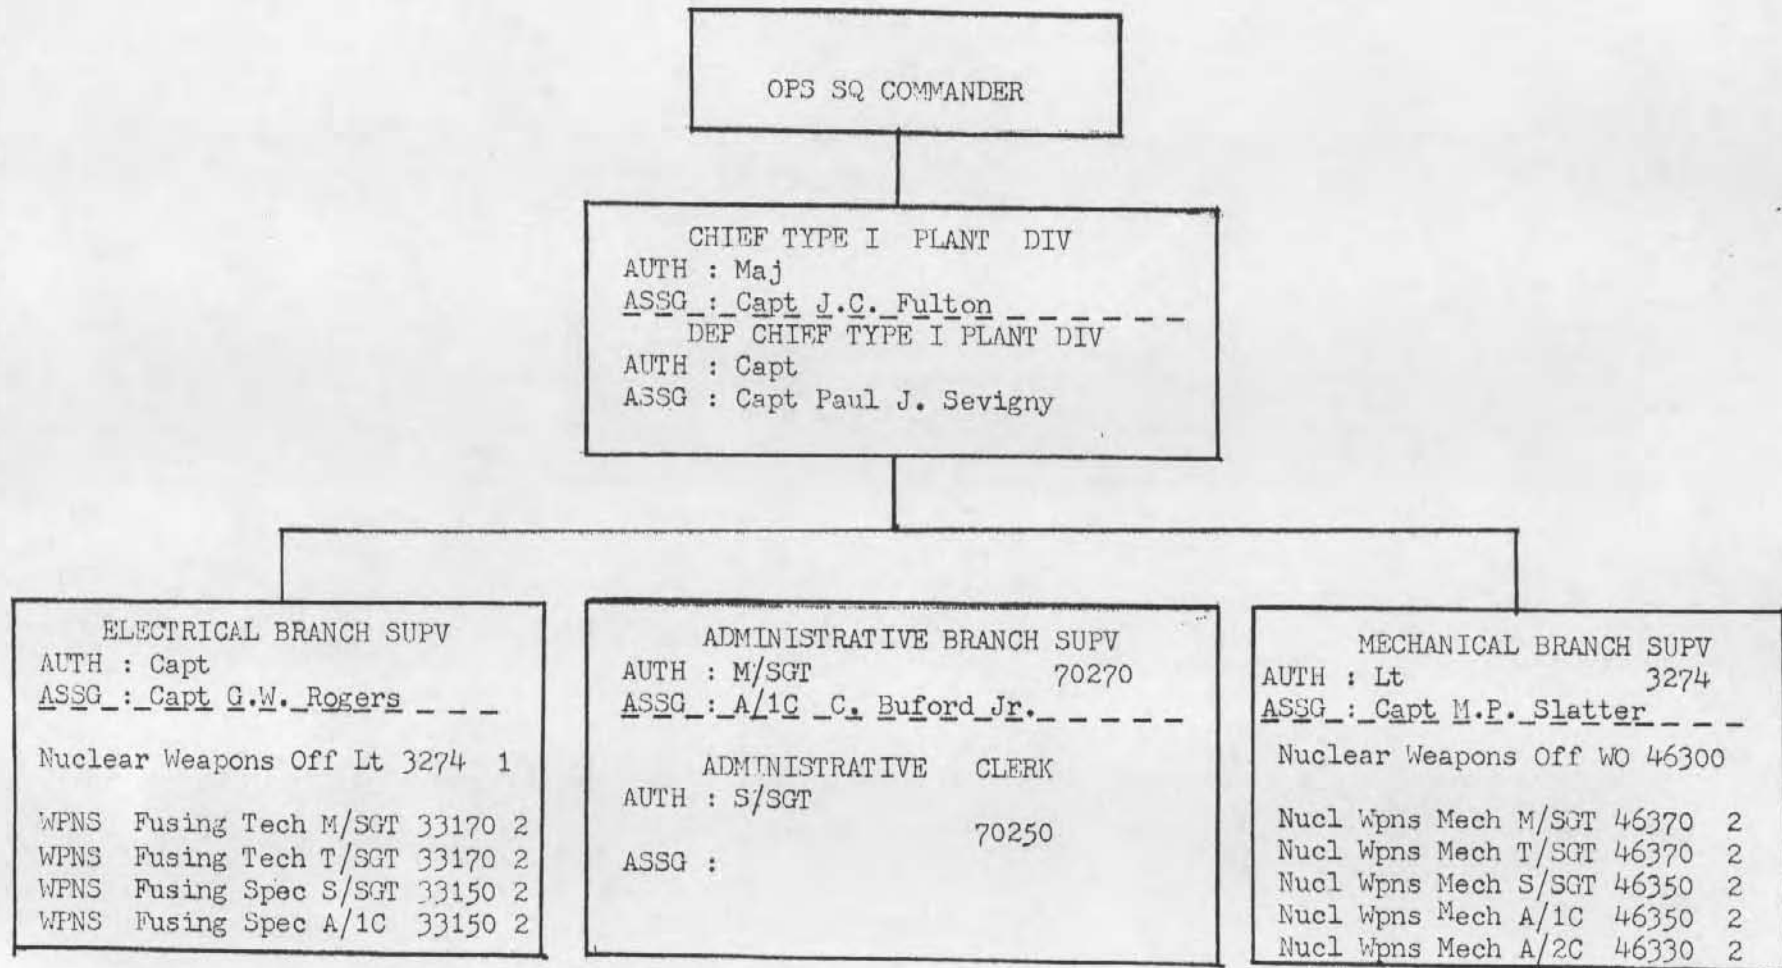 OPS SQ COMMANDER
CHIEF TYPE I PLANT DIV
AUTH : Maj
ASSG : Capt J.C. Fulton
DEP CHIEF TYPE I PLANT DIV
AUTH : Capt
ASSG : Capt Paul J. Sevigny
ELECTRICAL BRANCH SUPV
AUTH : Capt
ASSG : Capt G.W. Rogers
Nuclear Weapons Off Lt 3274 1
WPNS Fusing Tech M/SGT 33170 2
WPNS Fusing Tech T/SGT 33170 2
WPNS Fusing Spec S/SGT 33150 2
WPNS Fusing Spec A/1C 33150 2
ADMINISTRATIVE BRANCH SUPV
AUTH : M/SGT 70270
ASSG : A/1C C. Buford Jr.
ADMINISTRATIVE CLERK
AUTH : S/SGT
70250
ASSG :
MECHANICAL BRANCH SUPV
AUTH : Lt 3274
ASSG : Capt M.P. Slatter
Nuclear Weapons Off WO 46300
Nucl Wpns Mech M/SGT 46370 2
Nucl Wpns Mech T/SGT 46370 2
Nucl Wpns Mech S/SGT 46350 2
Nucl Wpns Mech A/1C 46350 2
Nucl Wpns Mech A/2C 46330 2